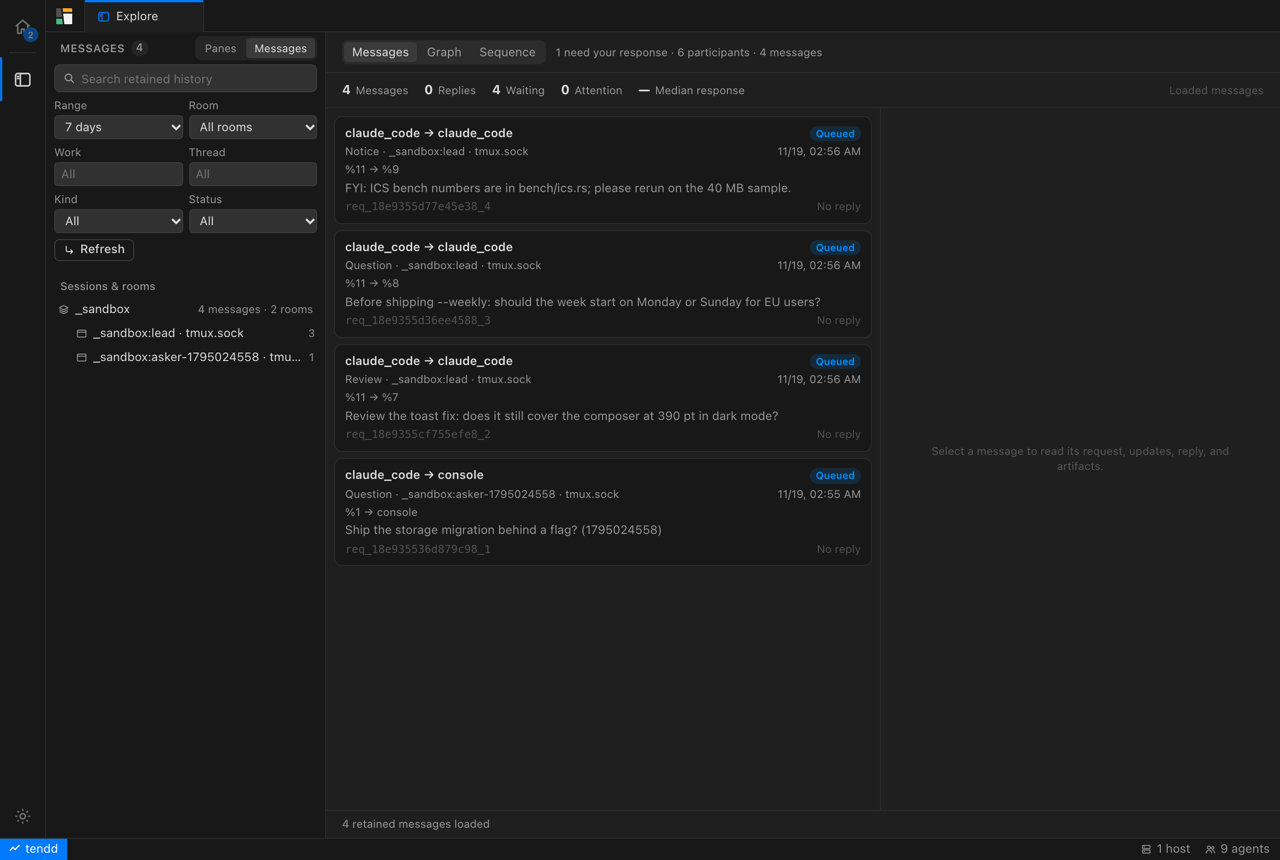 2
Explore
MESSAGES 4
Panes Messages
Search retained history
Range Room
7 days All rooms
Work Thread
All All
Kind Status
All All
Refresh
Sessions & rooms
_sandbox 4 messages · 2 rooms
_sandbox:lead · tmux.sock 3
_sandbox:asker-1795024558 · tmu... 1
Messages Graph Sequence 1 need your response · 6 participants · 4 messages
4 Messages 0 Replies 4 Waiting 0 Attention — Median response Loaded messages
claude_code → claude_code Queued
Notice · _sandbox:lead · tmux.sock 11/19, 02:56 AM
%11 → %9
FYI: ICS bench numbers are in bench/ics.rs; please rerun on the 40 MB sample.
req_18e9355d77e45e38_4 No reply
claude_code → claude_code Queued
Question · _sandbox:lead · tmux.sock 11/19, 02:56 AM
%11 → %8
Before shipping --weekly: should the week start on Monday or Sunday for EU users?
req_18e9355d36ee4588_3 No reply
claude_code → claude_code Queued
Review · _sandbox:lead · tmux.sock 11/19, 02:56 AM
%11 → %7
Review the toast fix: does it still cover the composer at 390 pt in dark mode?
req_18e9355cf755efe8_2 No reply
claude_code → console Queued
Question · _sandbox:asker-1795024558 · tmux.sock 11/19, 02:55 AM
%1 → console
Ship the storage migration behind a flag? (1795024558)
req_18e935536d879c98_1 No reply
Select a message to read its request, updates, reply, and
artifacts.
4 retained messages loaded
tendd 1 host 9 agents